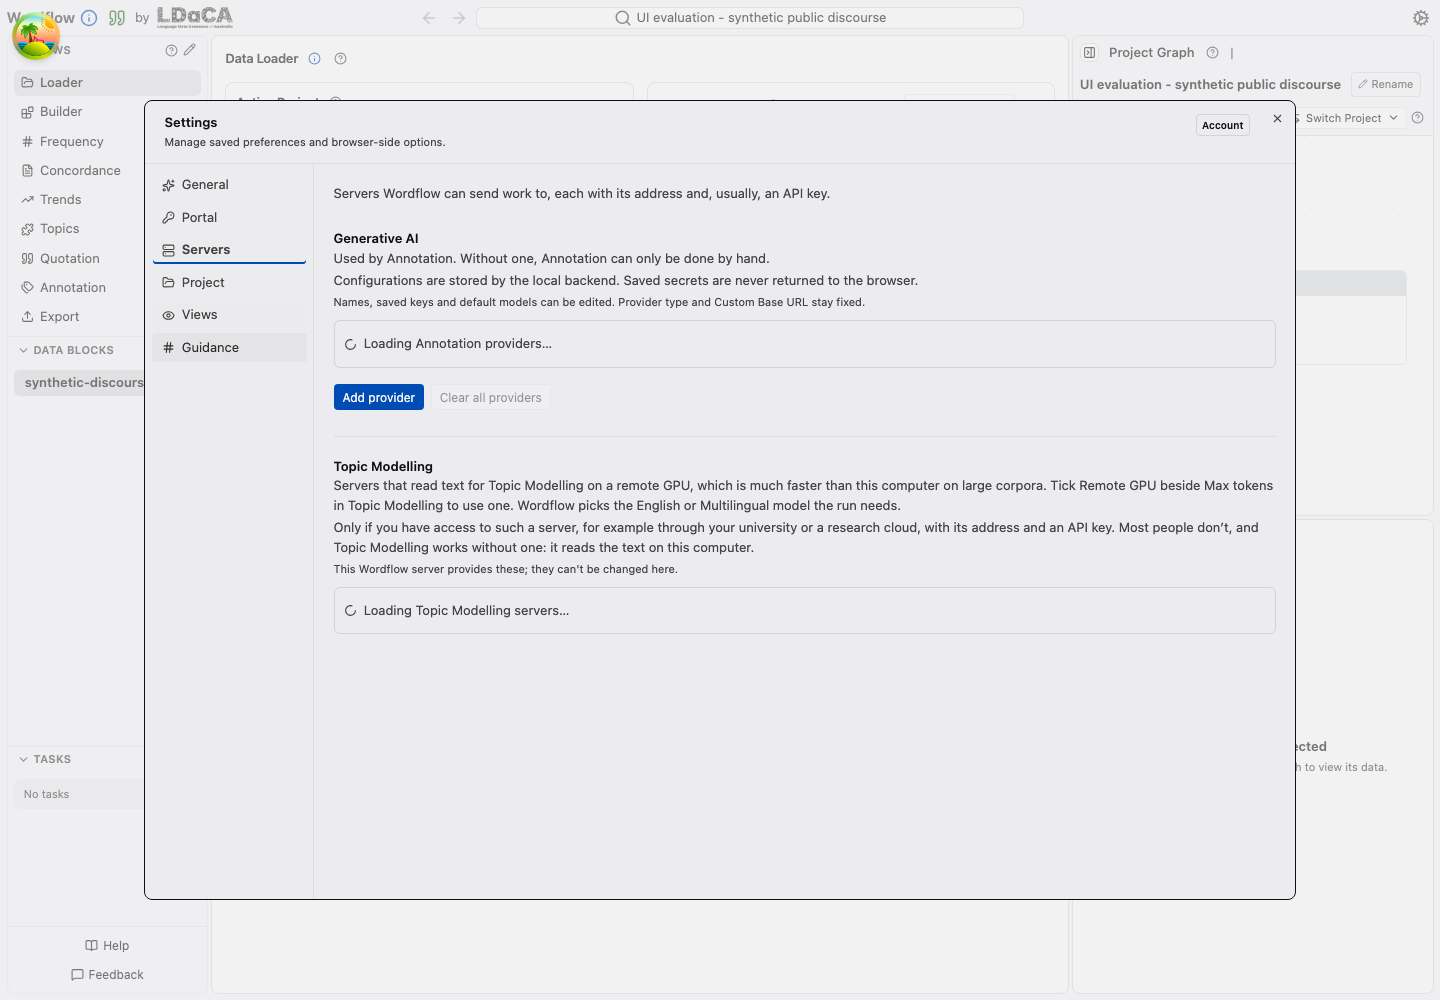 by LDaCA
UI evaluation - synthetic public discourse
Loader
Builder
Frequency
Concordance
Trends
Topics
Quotation
Annotation
Export
DATA BLOCKS
TASKS
No tasks
Help
Feedback
Data Loader
Project Graph
UI evaluation - synthetic public discourse
Rename
Switch Project
Settings
Manage saved preferences and browser-side options.
Account
General
Portal
Servers
Project
Views
Guidance
Servers Wordflow can send work to, each with its address and, usually, an API key.
Generative AI
Used by Annotation. Without one, Annotation can only be done by hand.
Configurations are stored by the local backend. Saved secrets are never returned to the browser.
Names, saved keys and default models can be edited. Provider type and Custom Base URL stay fixed.
Loading Annotation providers...
Add provider
Clear all providers
Topic Modelling
Servers that read text for Topic Modelling on a remote GPU, which is much faster than this computer on large corpora. Tick Remote GPU beside Max tokens
in Topic Modelling to use one. Wordflow picks the English or Multilingual model the run needs.
Only if you have access to such a server, for example through your university or a research cloud, with its address and an API key. Most people don’t, and
Topic Modelling works without one: it reads the text on this computer.
This Wordflow server provides these; they can't be changed here.
Loading Topic Modelling servers...
to view its data.